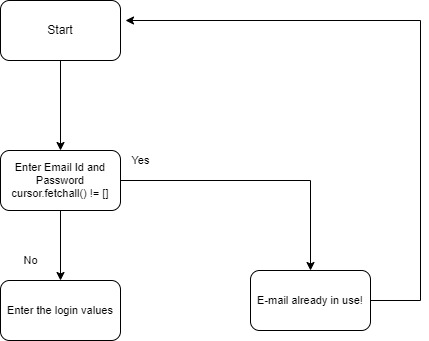 Start
Yes
Enter Email Id and
Password
cursor.fetchall() != []
No
E-mail already in use!
Enter the login values